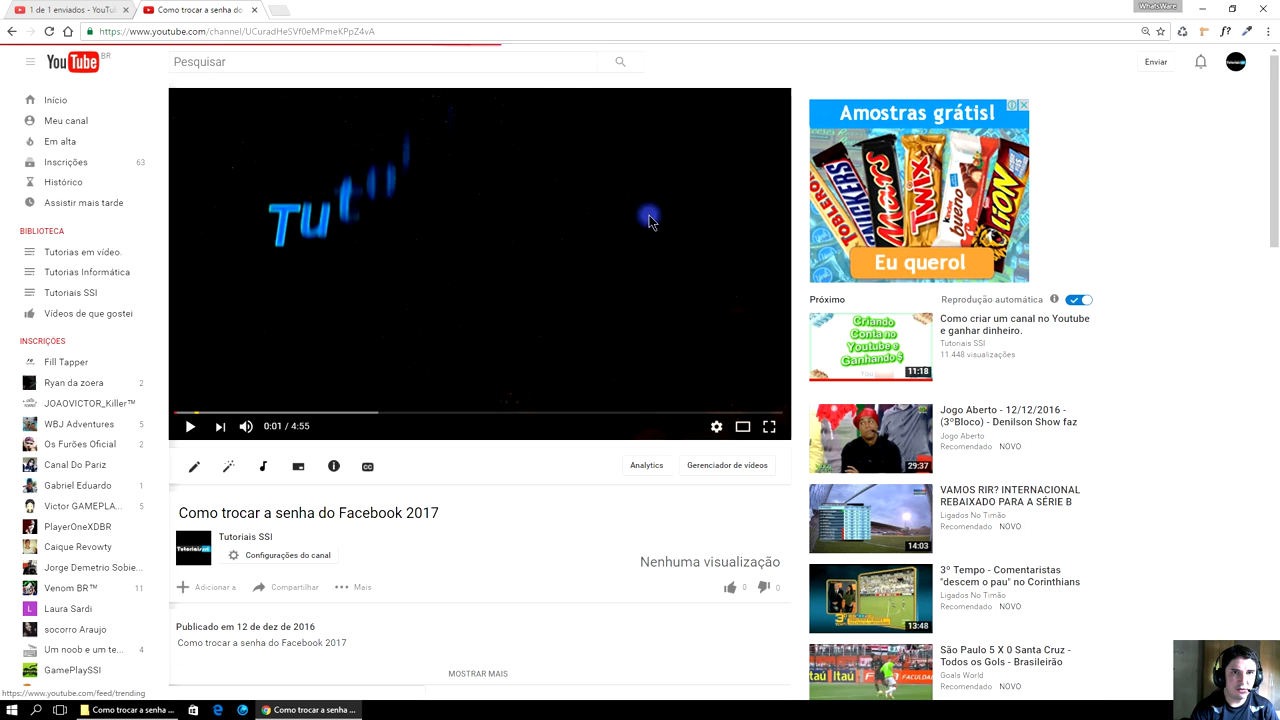 WhatsWare
1 de 1 enviados - YouTu
Como trocar a senha do
https://www.youtube.com/channel/UCuradHeSVf0eMPmeKPpZ4vA
YouTube BR
Pesquisar
Enviar
Início
Meu canal
Em alta
Inscrições 63
Histórico
Assistir mais tarde
BIBLIOTECA
Tutorias em vídeo.
Tutorias Informática
Tutoriais SSI
Vídeos de que gostei
INSCRIÇÕES
Fill Tapper
Ryan da zoera 2
JOAOVICTOR_Killer™
WBJ Adventures 5
Os Furões Oficial 2
Canal Do Pariz
Gabriel Eduardo 1
Victor GAMEPLA... 5
PlayerOneXDBR
Caique Revowty
Jorge Demetrio Sobie...
Venom BR™ 11
Laura Sardi
socorro Araujo
Um noob e um te... 4
GamePlaySSI
https://www.youtube.com/feed/trending
Tut
0:01 / 4:55
Analytics
Gerenciador de vídeos
Como trocar a senha do Facebook 2017
Tutoriais SSI
Tutoriais SSI
Configurações do canal
Nenhuma visualização
Adicionar a
Compartilhar
Mais
0
0
Publicado em 12 de dez de 2016
Como trocar a senha do Facebook 2017
MOSTRAR MAIS
Amostras grátis!
TOBLERONE
SNICKERS
Mars
TWIX
kinder bueno
LION
Eu quero!
Próximo
Reprodução automática
Criando
Conta no
Youtube e
Ganhando $
You
11:18
Como criar um canal no Youtube
e ganhar dinheiro.
Tutoriais SSI
11.448 visualizações
29:37
Jogo Aberto - 12/12/2016 -
(3ºBloco) - Denilson Show faz
Jogo Aberto
Recomendado NOVO
14:03
VAMOS RIR? INTERNACIONAL
REBAIXADO PARA A SÉRIE B
Ligados No Timão
Recomendado NOVO
13:48
3º Tempo - Comentaristas
"descem o pau" no Corinthians
Ligados No Timão
Recomendado NOVO
São Paulo 5 X 0 Santa Cruz -
Todos os Gols - Brasileirão
Goals World
Recomendado NOVO
Como trocar a senha ...
Como trocar a senha ...